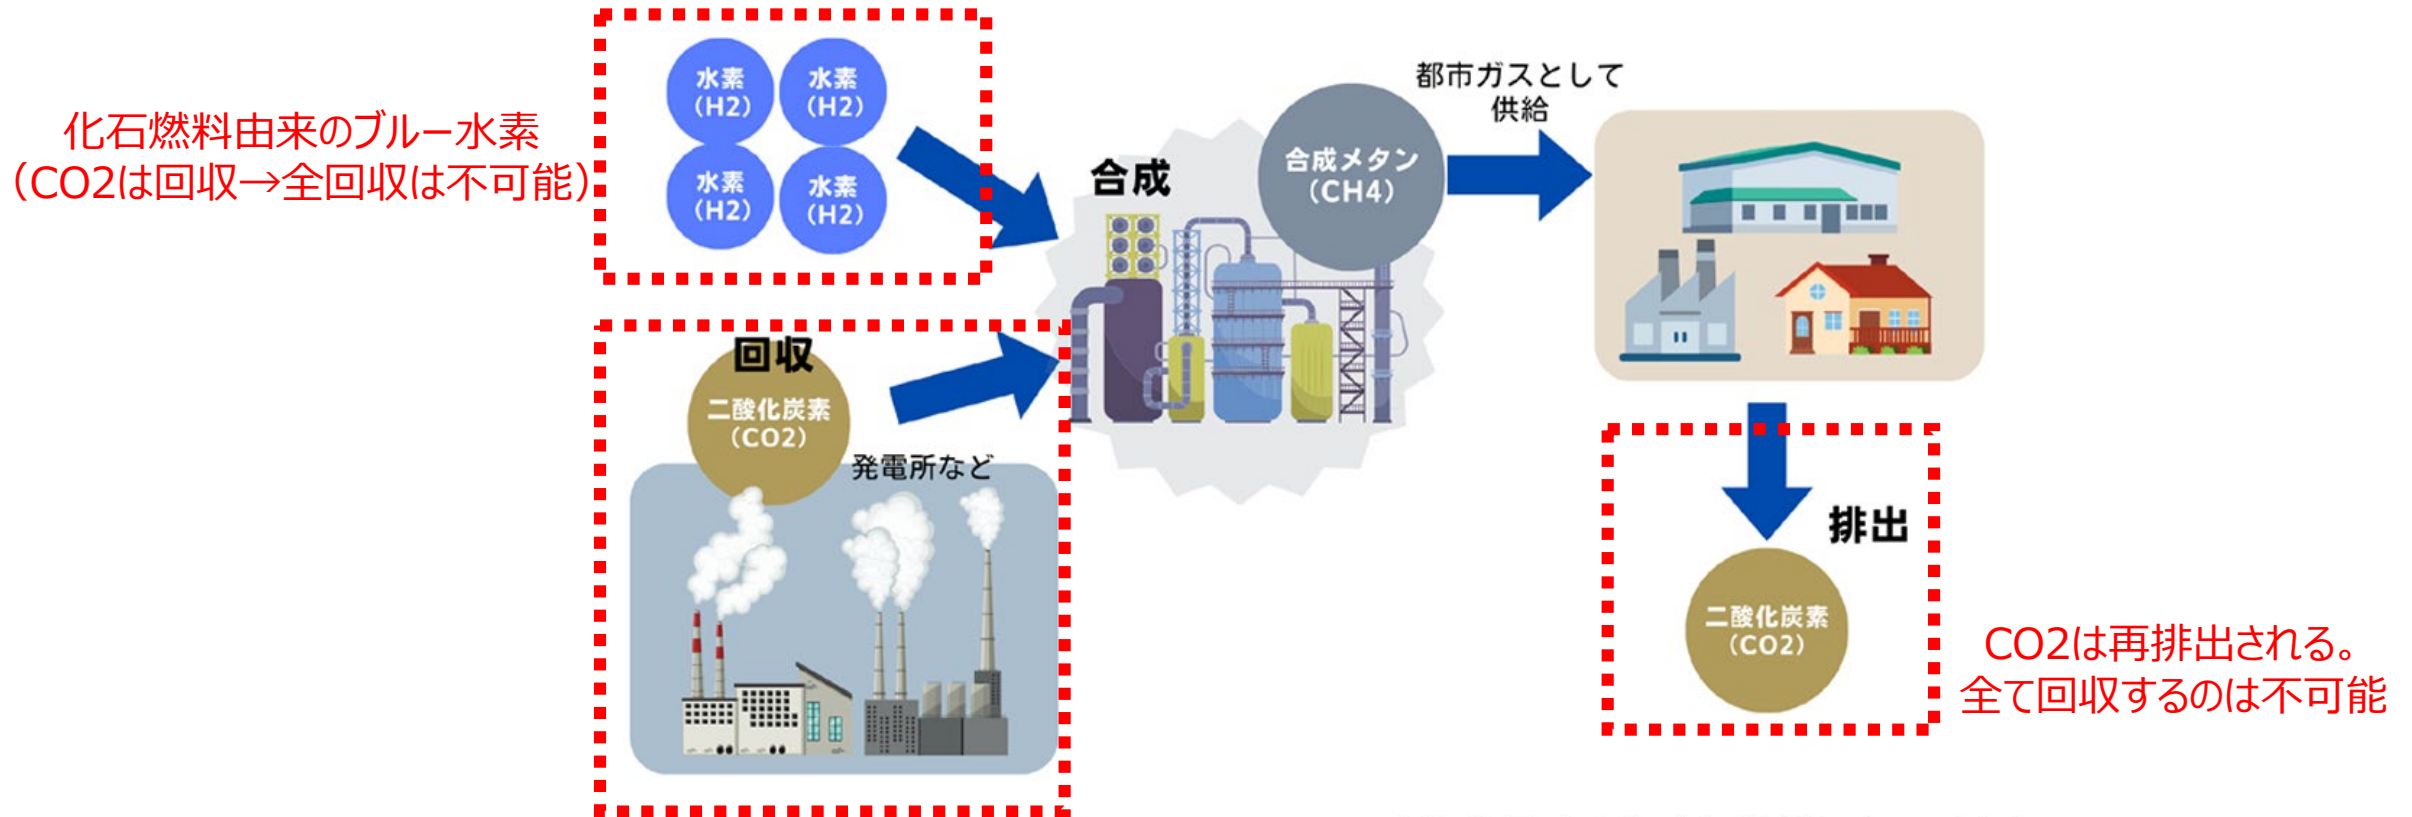 化石燃料由来のブルー水素
（CO2は回収→全回収は不可能）
水素
（H2）
水素
（H2）
水素
（H2）
水素
（H2）
合成
合成メタン
（CH4）
都市ガスとして
供給
回収
二酸化炭素
（CO2）
発電所など
排出
二酸化炭素
（CO2）
CO2は再排出される。
全て回収するのは不可能